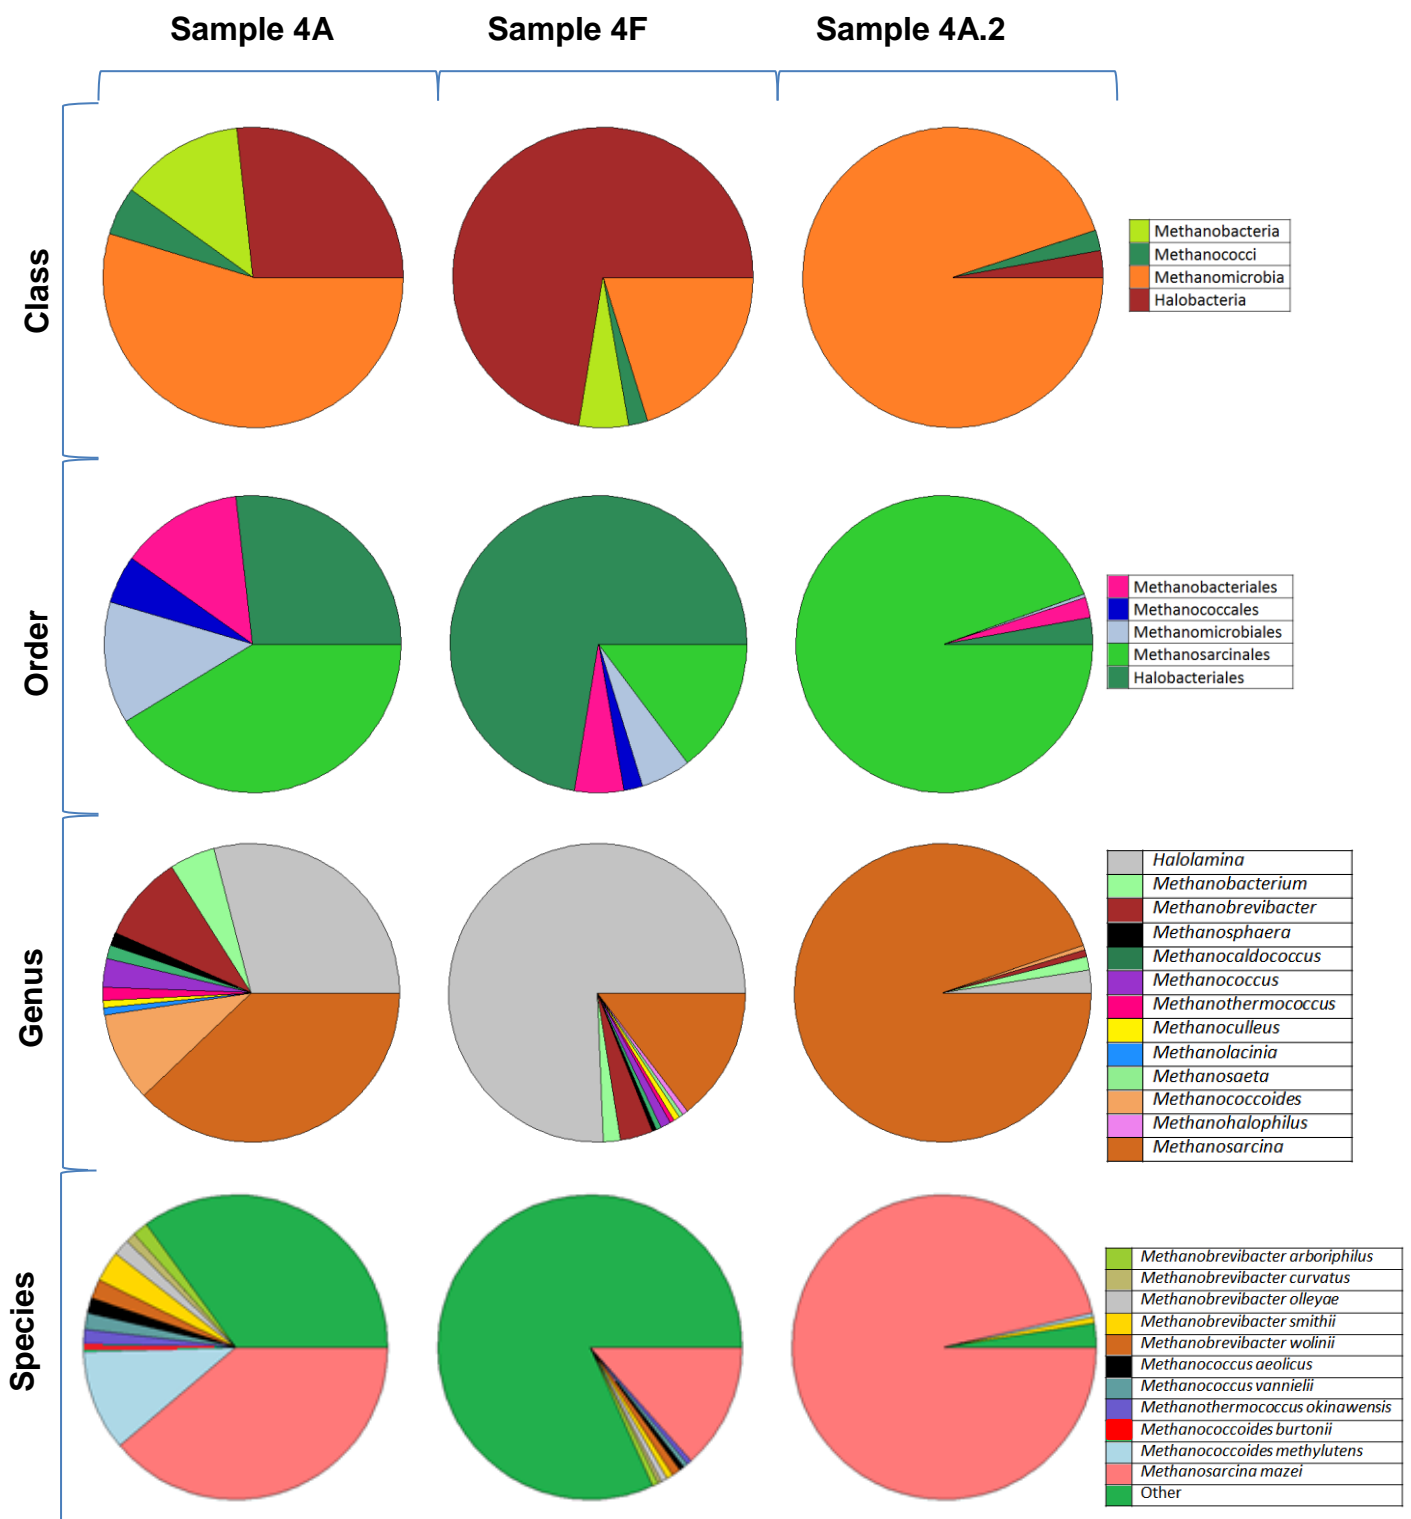 Sample 4A
Sample 4F
Sample 4A.2
Class
Methanobacteria
Methanococci
Methanomicrobia
Halobacteria
Order
Methanobacteriales
Methanococcales
Methanomicrobiales
Methanosarcinales
Halobacteriales
Genus
Halolamina
Methanobacterium
Methanobrevibacter
Methanosphaera
Methanocaldococcus
Methanococcus
Methanothermococcus
Methanoculleus
Methanolacinia
Methanosaeta
Methanococcoides
Methanohalophilus
Methanosarcina
Species
Methanobrevibacter arboriphilus
Methanobrevibacter curvatus
Methanobrevibacter olleyae
Methanobrevibacter smithii
Methanobrevibacter wolinii
Methanococcus aeolicus
Methanococcus vannielii
Methanothermococcus okinawensis
Methanococcoides burtonii
Methanococcoides methylutens
Methanosarcina mazei
Other